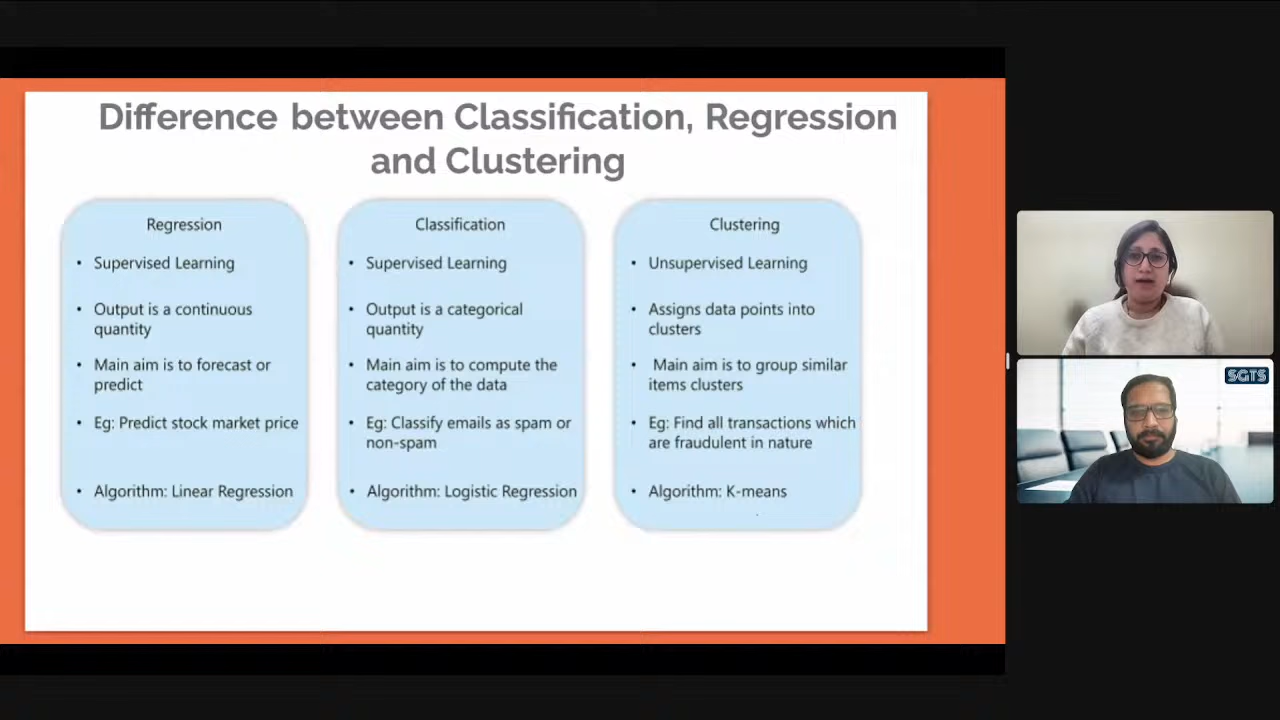 Difference between Classification, Regression
and Clustering
Regression
• Supervised Learning
• Output is a continuous
quantity
• Main aim is to forecast or
predict
• Eg: Predict stock market price
• Algorithm: Linear Regression
Classification
• Supervised Learning
• Output is a categorical
quantity
• Main aim is to compute the
category of the data
• Eg: Classify emails as spam or
non-spam
• Algorithm: Logistic Regression
Clustering
• Unsupervised Learning
• Assigns data points into
clusters
• Main aim is to group similar
items clusters
• Eg: Find all transactions which
are fraudulent in nature
• Algorithm: K-means
SGTS